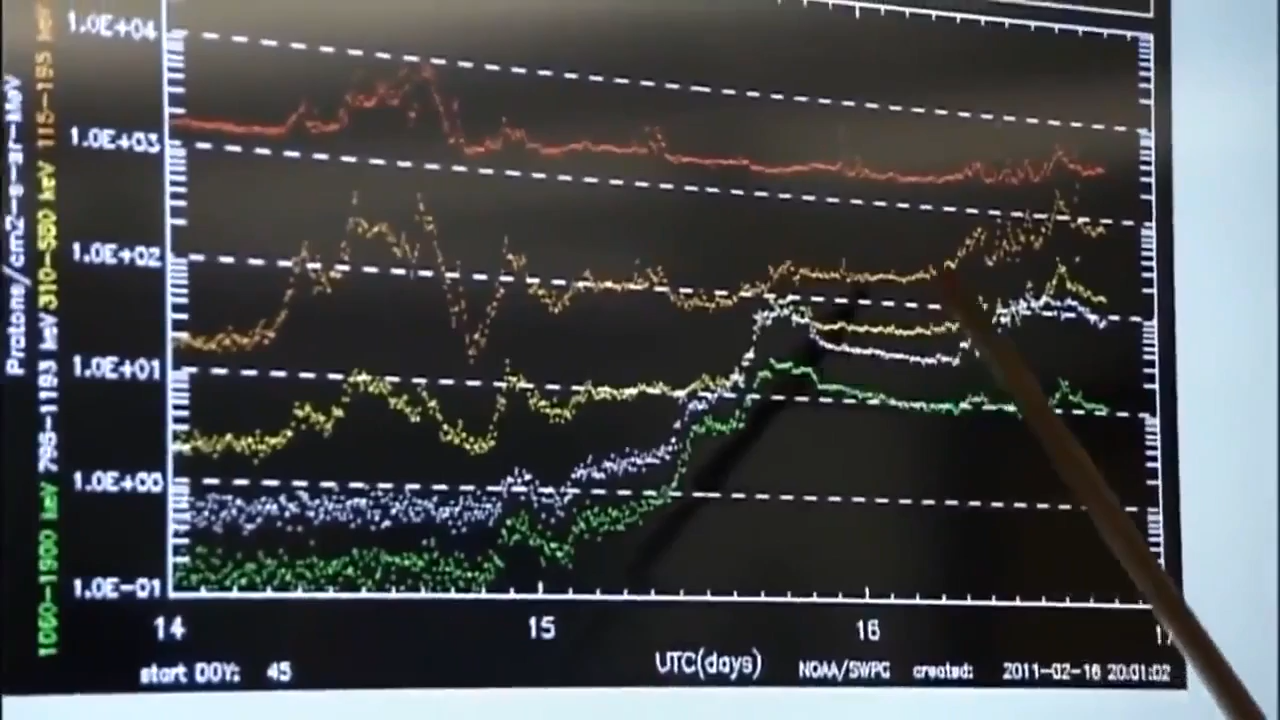 1.0E+04
1.0E+03
1.0E+02
1.0E+01
1.0E+00
1.0E-01
Protons/cm2-s-sr-MeV
1060-1900 keV 795-1193 keV 310-580 keV 115-195 keV
14 15 16
UTC(days)
start DOY: 45
NOAA/SWPC created: 2011-02-16 20:01:02